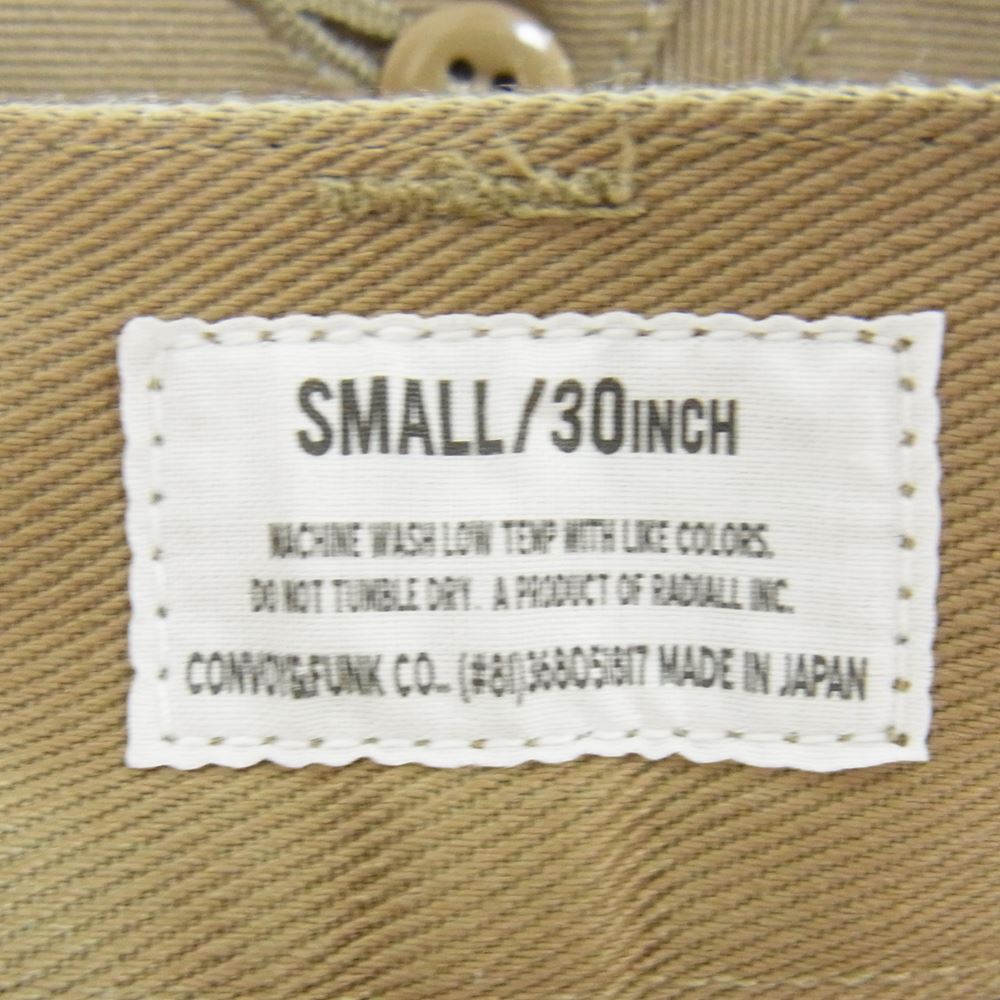 SMALL/30INCH
MACHINE WASH LOW TEMP WITH LIKE COLORS.
DO NOT TUMBLE DRY. A PRODUCT OF RADIALL INC.
CONVOY&FUNK CO.. (#81)368051817 MADE IN JAPAN